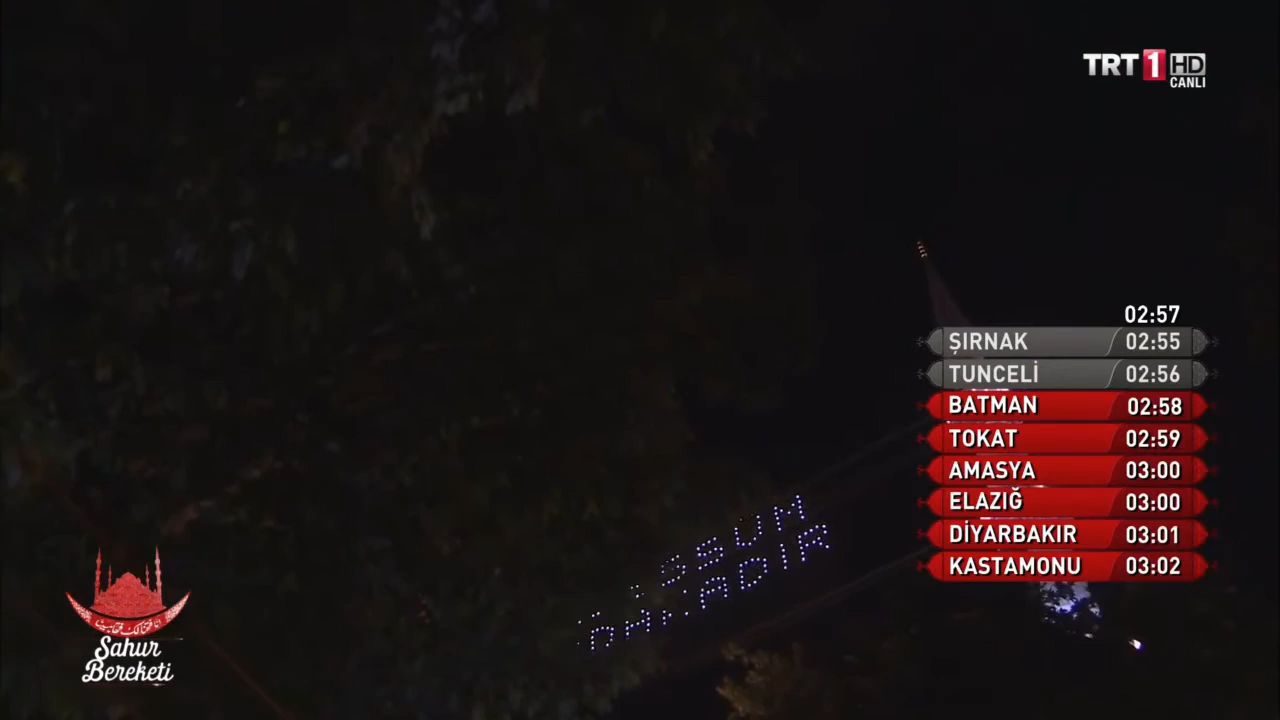 TRT 1 HD
CANLI
02:57
ŞIRNAK 02:55
TUNCELİ 02:56
BATMAN 02:58
TOKAT 02:59
AMASYA 03:00
ELAZIĞ 03:00
DİYARBAKIR 03:01
KASTAMONU 03:02
Sahur
Bereketi